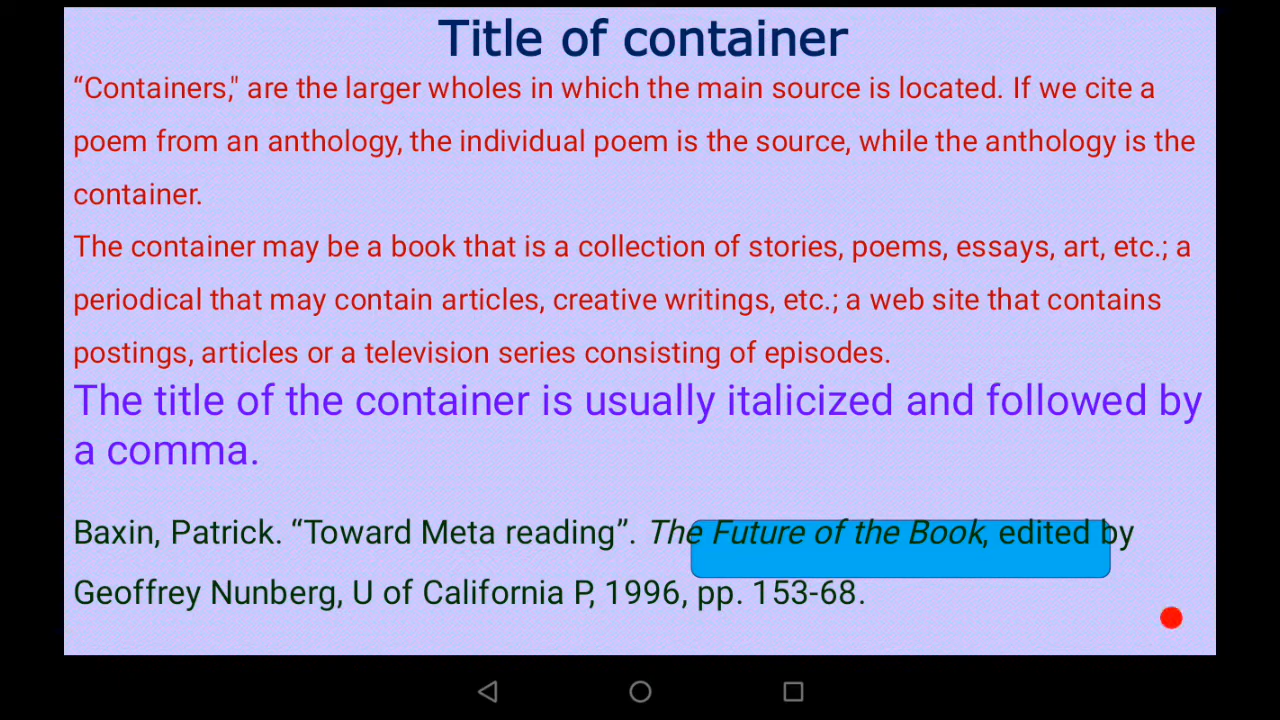 Title of container
“Containers," are the larger wholes in which the main source is located. If we cite a
poem from an anthology, the individual poem is the source, while the anthology is the
container.
The container may be a book that is a collection of stories, poems, essays, art, etc.; a
periodical that may contain articles, creative writings, etc.; a web site that contains
postings, articles or a television series consisting of episodes.
The title of the container is usually italicized and followed by
a comma.
Baxin, Patrick. “Toward Meta reading”. The Future of the Book, edited by
Geoffrey Nunberg, U of California P, 1996, pp. 153-68.